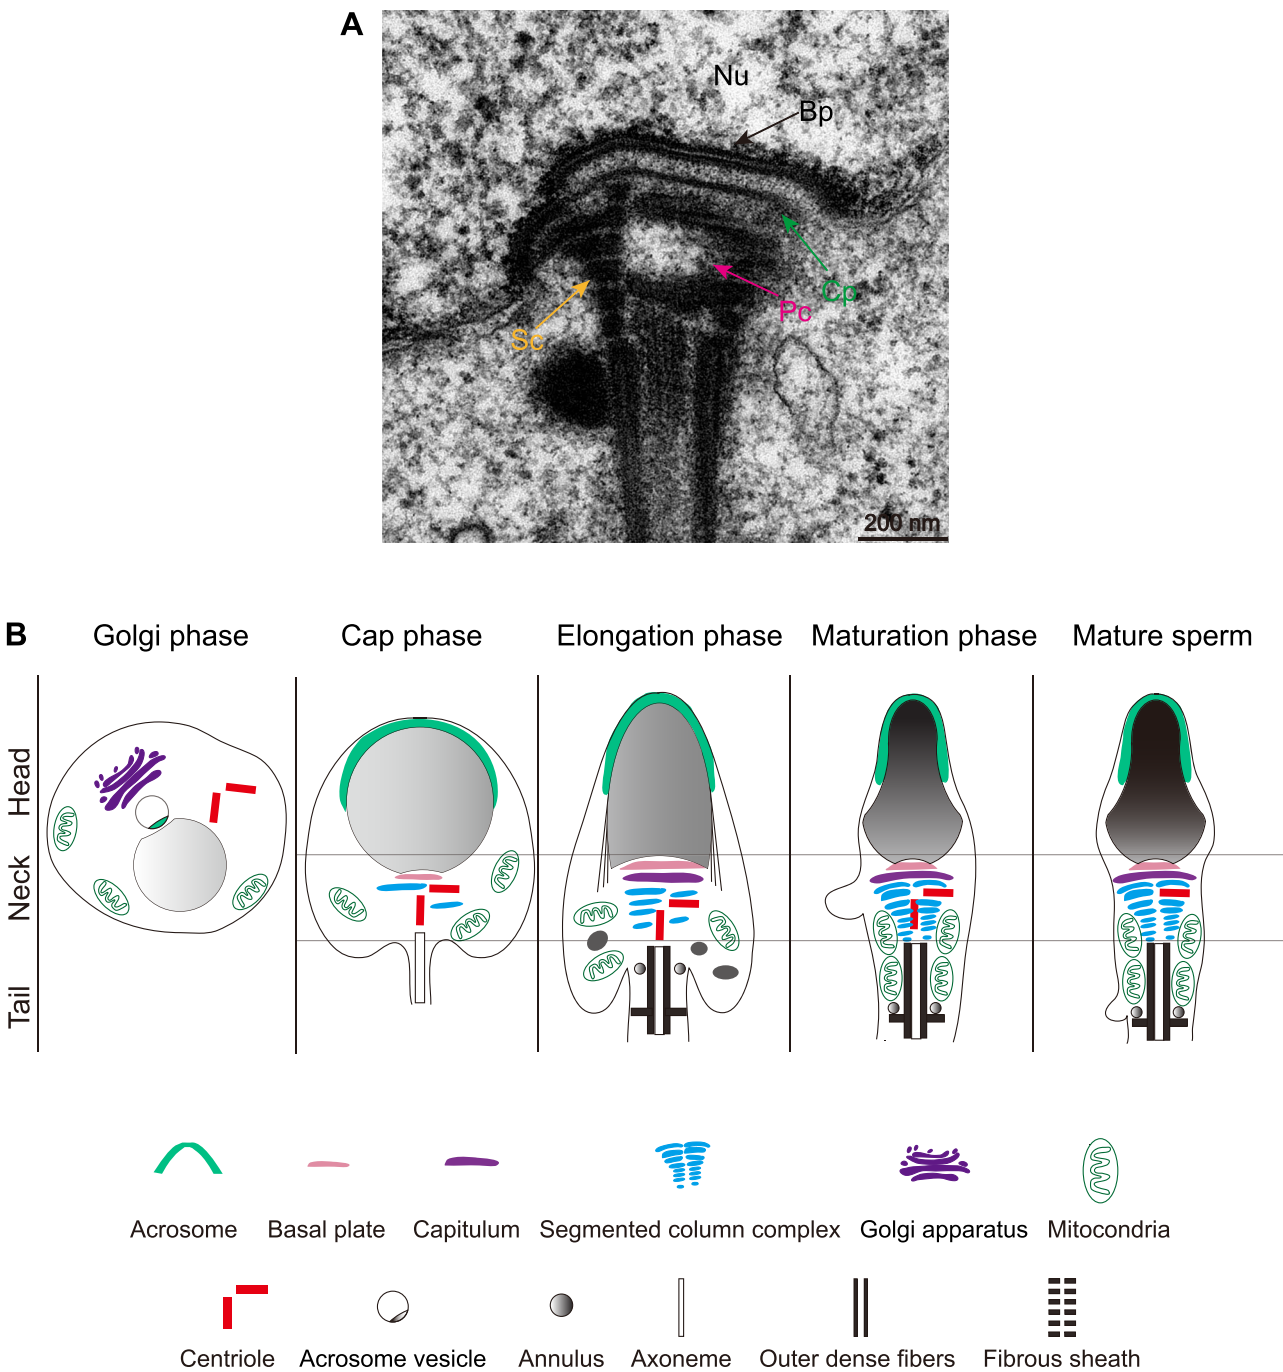 A
Nu
Bp
Cp
Pc
Sc
200 nm
B
Golgi phase
Cap phase
Elongation phase
Maturation phase
Mature sperm
Head
Neck
Tail
Acrosome
Basal plate
Capitulum
Segmented column complex
Golgi apparatus
Mitocondria
Centriole
Acrosome vesicle
Annulus
Axoneme
Outer dense fibers
Fibrous sheath